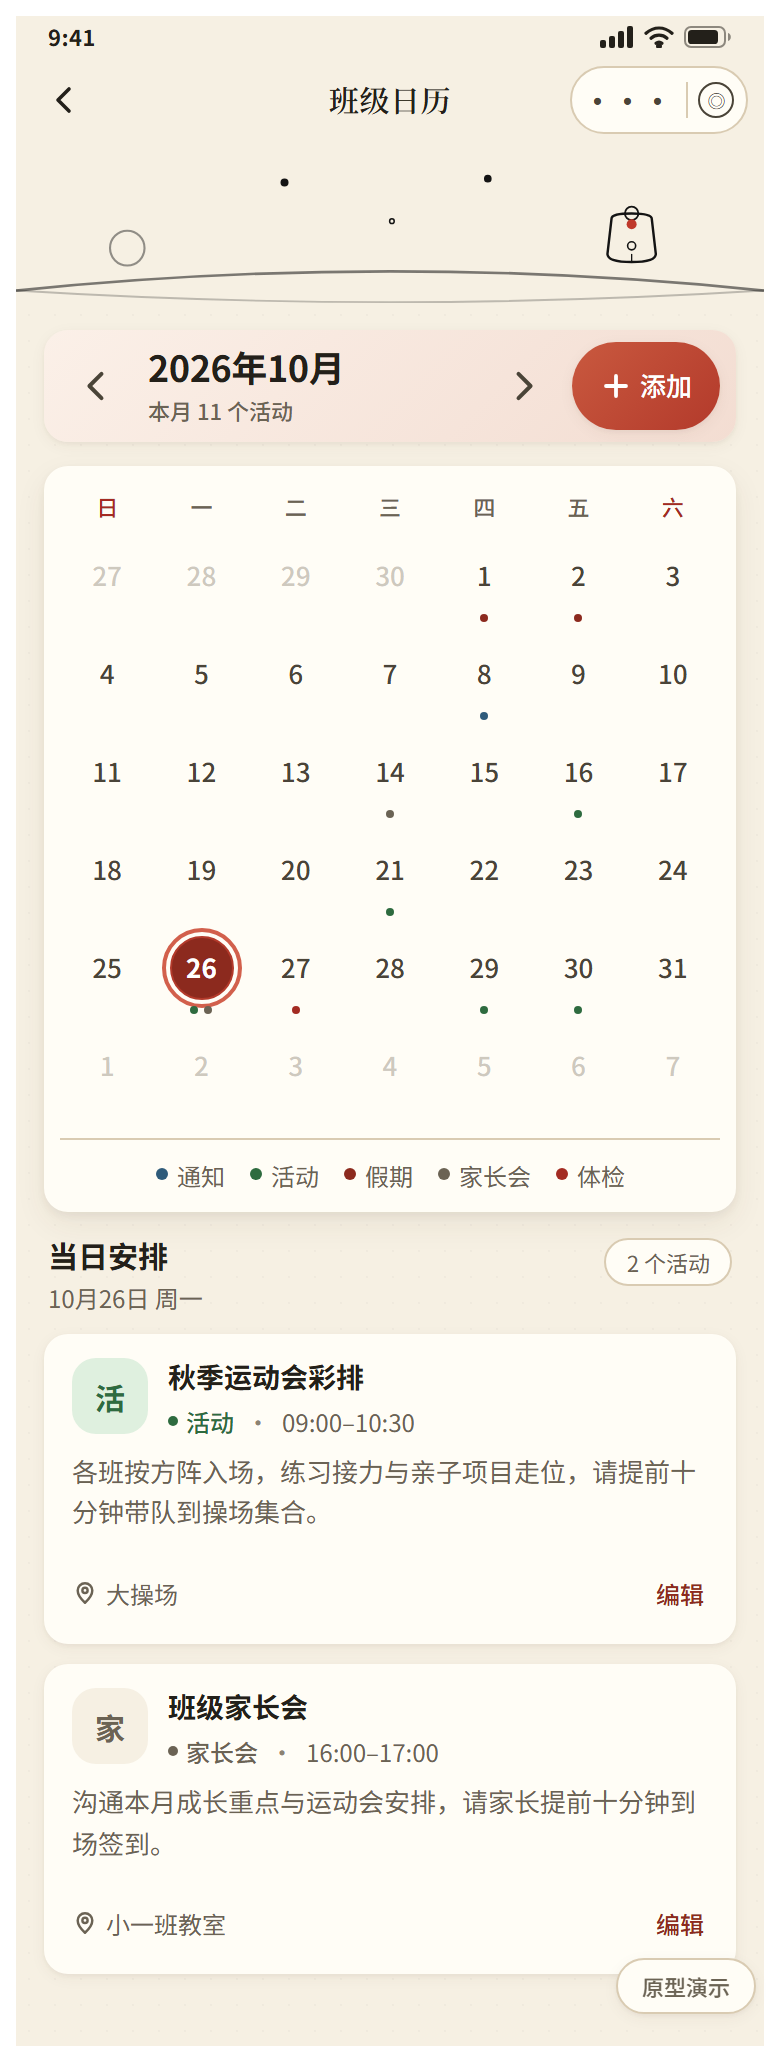 9:41
班级日历
2026年10月
本月 11 个活动
添加
日 一 二 三 四 五 六
27 28 29 30 1 2 3
4 5 6 7 8 9 10
11 12 13 14 15 16 17
18 19 20 21 22 23 24
25 26 27 28 29 30 31
1 2 3 4 5 6 7
通知 活动 假期 家长会 体检
当日安排
2 个活动
10月26日 周一
活
秋季运动会彩排
活动 · 09:00–10:30
各班按方阵入场，练习接力与亲子项目走位，请提前十
分钟带队到操场集合。
大操场
编辑
家
班级家长会
家长会 · 16:00–17:00
沟通本月成长重点与运动会安排，请家长提前十分钟到
场签到。
小一班教室
编辑
原型演示